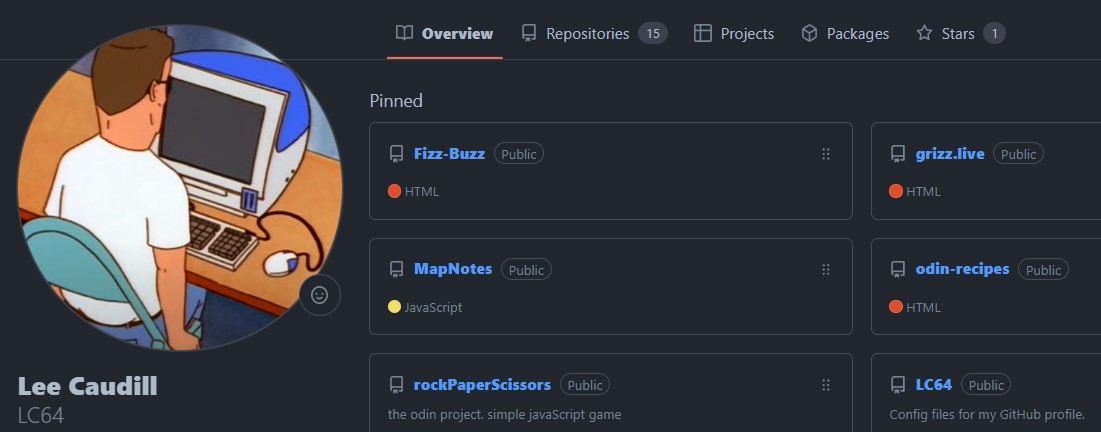 Overview Repositories 15 Projects Packages Stars 1
Pinned
Fizz-Buzz Public
HTML
grizz.live Public
HTML
MapNotes Public
JavaScript
odin-recipes Public
HTML
rockPaperScissors Public
the odin project. simple javaScript game
LC64 Public
Config files for my GitHub profile.
Lee Caudill
LC64